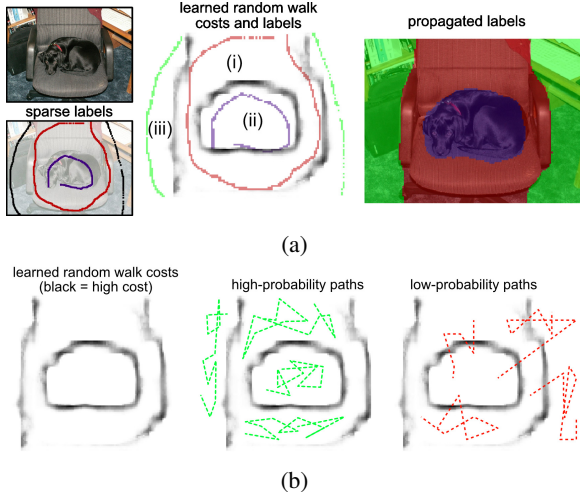 learned random walk
costs and labels
propagated labels
sparse labels
(i)
(ii)
(iii)
(a)
learned random walk costs
(black = high cost)
high-probability paths
low-probability paths
(b)